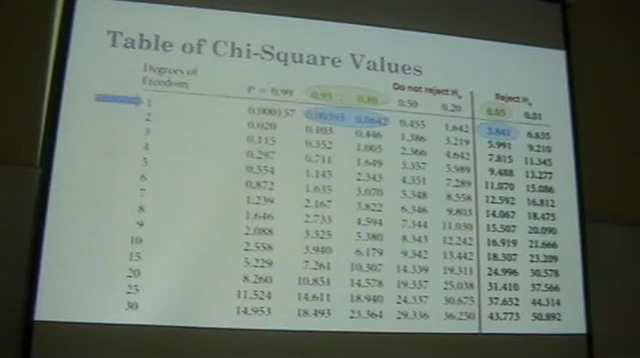 Table of Chi-Square Values
Degrees of Do not reject H₀ Reject H₀
Freedom P = 0.99 0.95 0.80 0.50 0.20 0.05 0.01
1 0.000157 0.00393 0.0642 0.455 1.642 3.841 6.635
2 0.020 0.103 0.446 1.386 3.219 5.991 9.210
3 0.115 0.352 1.005 2.366 4.642 7.815 11.345
4 0.297 0.711 1.649 3.357 5.989 9.488 13.277
5 0.554 1.145 2.343 4.351 7.289 11.070 15.086
6 0.872 1.635 3.070 5.348 8.558 12.592 16.812
7 1.239 2.167 3.822 6.346 9.803 14.067 18.475
8 1.646 2.733 4.594 7.344 11.030 15.507 20.090
9 2.088 3.325 5.380 8.343 12.242 16.919 21.666
10 2.558 3.940 6.179 9.342 13.442 18.307 23.209
15 5.229 7.261 10.307 14.339 19.311 24.996 30.578
20 8.260 10.851 14.578 19.337 25.038 31.410 37.566
25 11.524 14.611 18.940 24.337 30.675 37.652 44.314
30 14.953 18.493 23.364 29.336 36.250 43.773 50.892